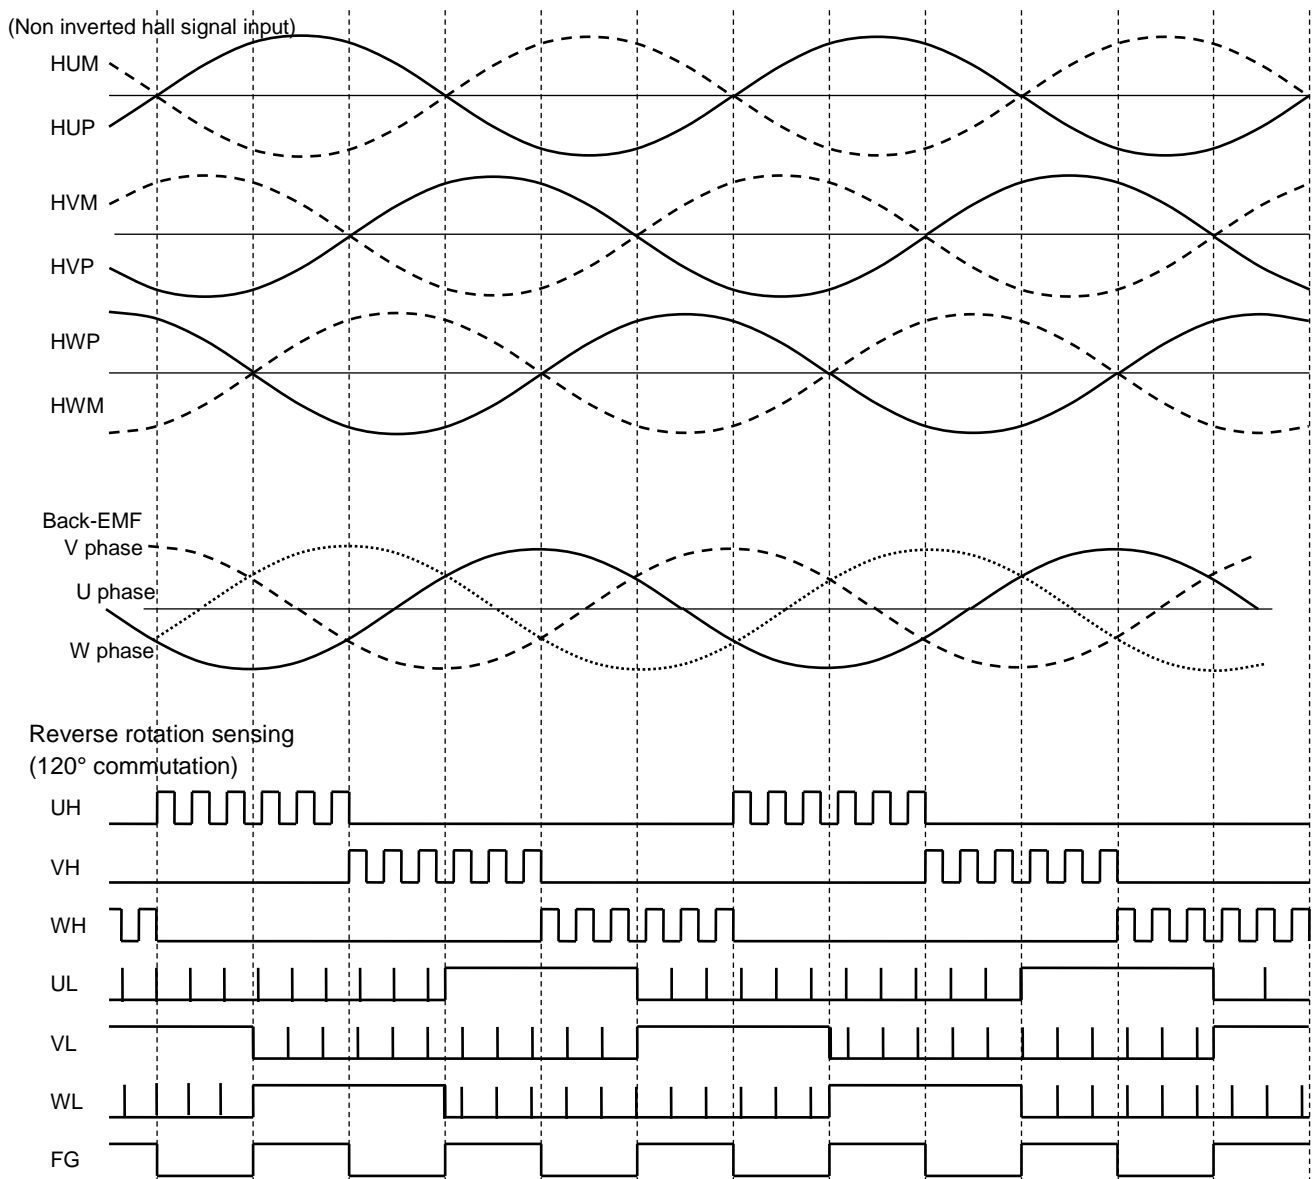 (Non inverted hall signal input)
HUM
HUP
HVM
HVP
HWP
HWM
Back-EMF
V phase
U phase
W phase
Reverse rotation sensing
(120° commutation)
UH
VH
WH
UL
VL
WL
FG